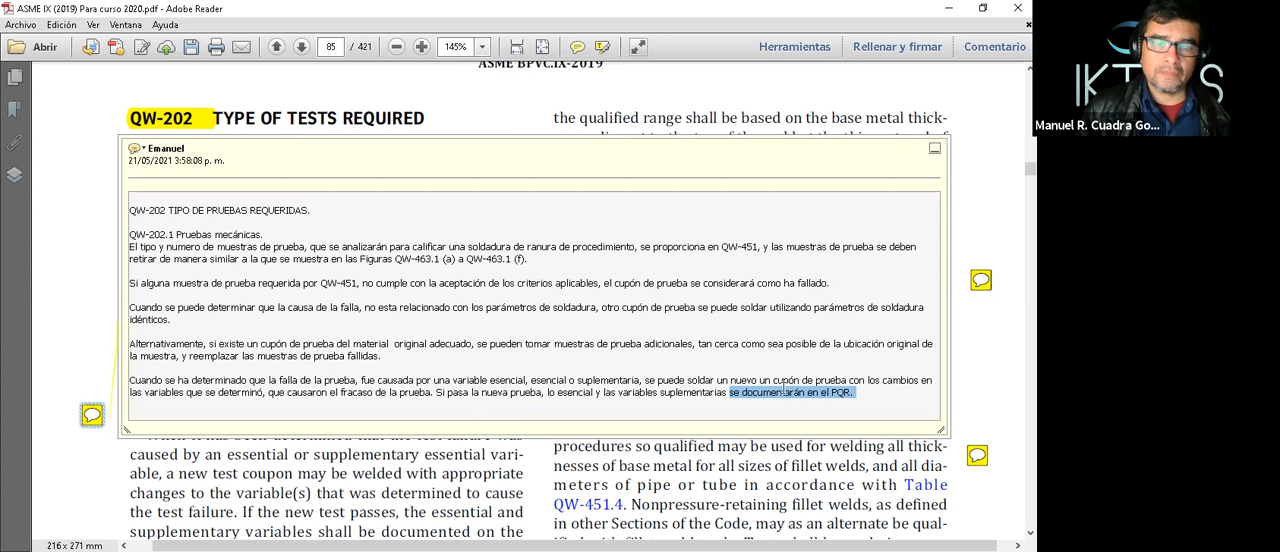 ASME IX (2019) Para curso 2020.pdf - Adobe Reader
Archivo Edición Ver Ventana Ayuda
Abrir 85 / 421 145% Herramientas Rellenar y firmar Comentario
ASME BPVC.IX-2019
QW-202 TYPE OF TESTS REQUIRED
the qualified range shall be based on the base metal thick-
Emanuel
21/05/2021 3:58:08 p. m.
QW-202 TIPO DE PRUEBAS REQUERIDAS.
QW-202.1 Pruebas mecánicas.
El tipo y numero de muestras de prueba, que se analizarán para calificar una soldadura de ranura de procedimiento, se proporciona en QW-451, y las muestras de prueba se deben
retirar de manera similar a la que se muestra en las Figuras QW-463.1 (a) a QW-463.1 (f).
Si alguna muestra de prueba requerida por QW-451, no cumple con la aceptación de los criterios aplicables, el cupón de prueba se considerará como ha fallado.
Cuando se puede determinar que la causa de la falla, no esta relacionado con los parámetros de soldadura, otro cupón de prueba se puede soldar utilizando parámetros de soldadura
idénticos.
Alternativamente, si existe un cupón de prueba del material original adecuado, se pueden tomar muestras de prueba adicionales, tan cerca como sea posible de la ubicación original de
la muestra, y reemplazar las muestras de prueba fallidas.
Cuando se ha determinado que la falla de la prueba, fue causada por una variable esencial, esencial o suplementaria, se puede soldar un nuevo un cupón de prueba con los cambios en
las variables que se determinó, que causaron el fracaso de la prueba. Si pasa la nueva prueba, lo esencial y las variables suplementarias se documentarán en el PQR.
caused by an essential or supplementary essential vari-
able, a new test coupon may be welded with appropriate
changes to the variable(s) that was determined to cause
the test failure. If the new test passes, the essential and
supplementary variables shall be documented on the
procedures so qualified may be used for welding all thick-
nesses of base metal for all sizes of fillet welds, and all dia-
meters of pipe or tube in accordance with Table
QW-451.4. Nonpressure-retaining fillet welds, as defined
in other Sections of the Code, may as an alternate be qual-
216 x 271 mm
Manuel R. Cuadra Go...